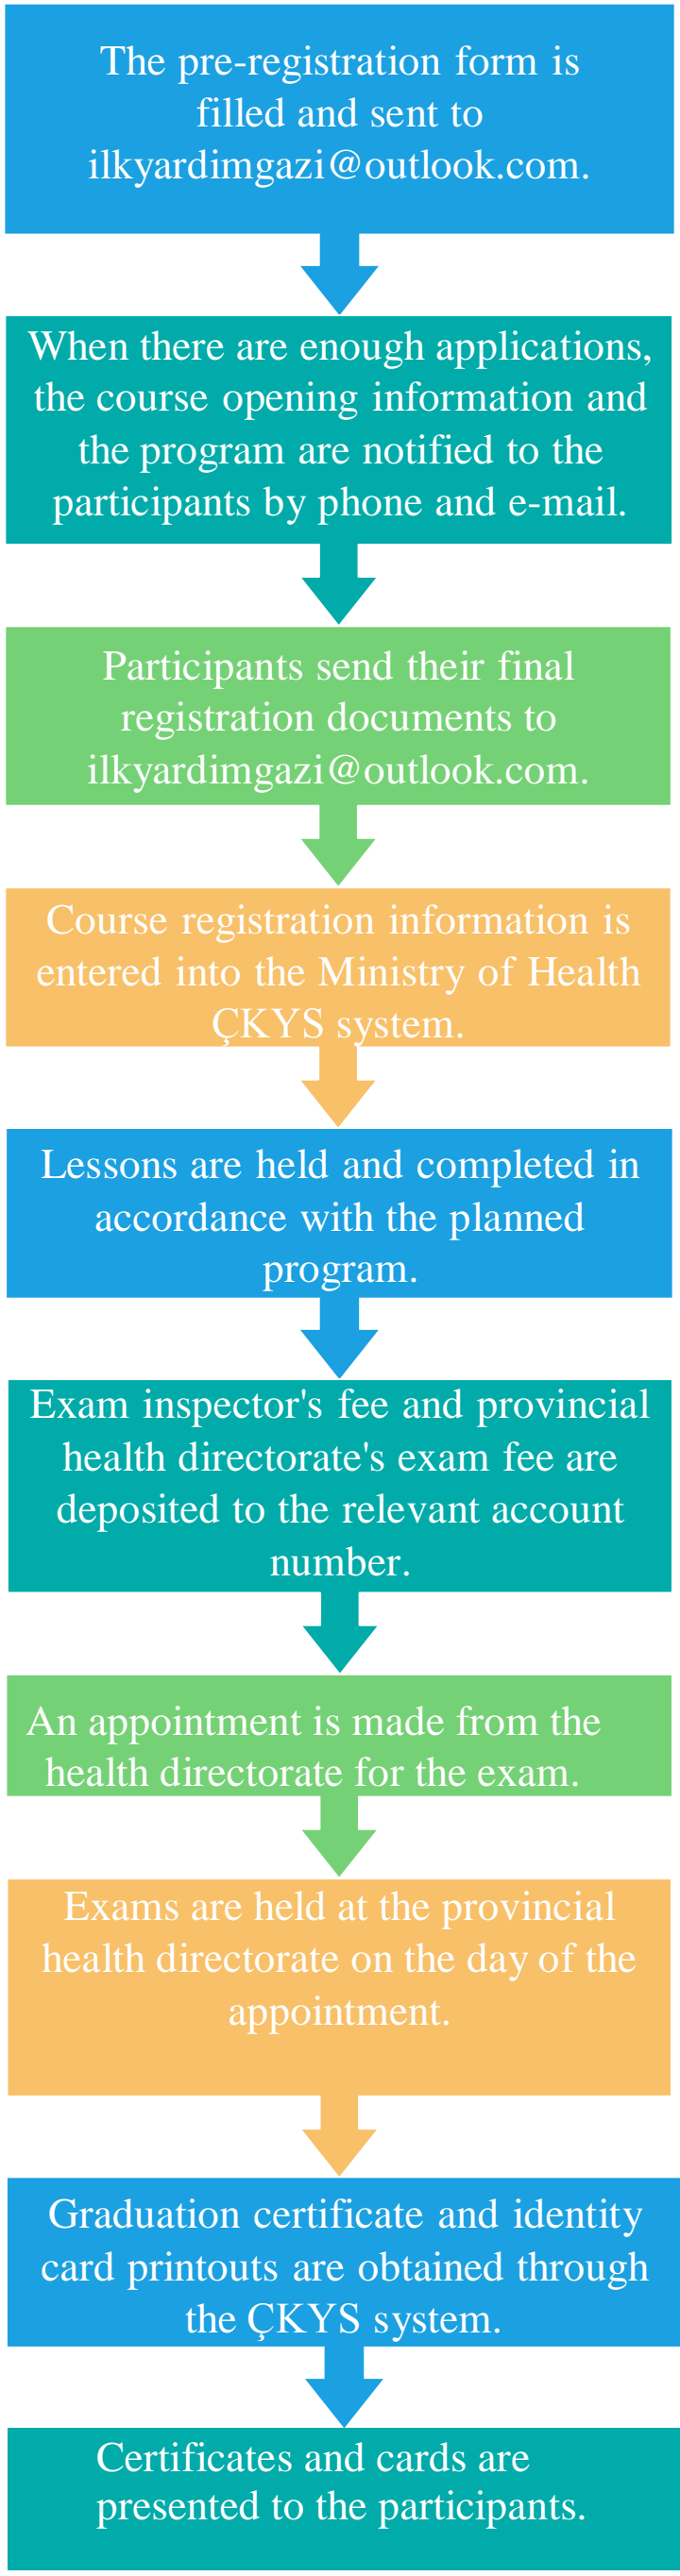 The pre-registration form is
filled and sent to
ilkyardimgazi@outlook.com.
When there are enough applications,
the course opening information and
the program are notified to the
participants by phone and e-mail.
Participants send their final
registration documents to
ilkyardimgazi@outlook.com.
Course registration information is
entered into the Ministry of Health
ÇKYS system.
Lessons are held and completed in
accordance with the planned
program.
Exam inspector's fee and provincial
health directorate's exam fee are
deposited to the relevant account
number.
An appointment is made from the
health directorate for the exam.
Exams are held at the provincial
health directorate on the day of the
appointment.
Graduation certificate and identity
card printouts are obtained through
the ÇKYS system.
Certificates and cards are
presented to the participants.